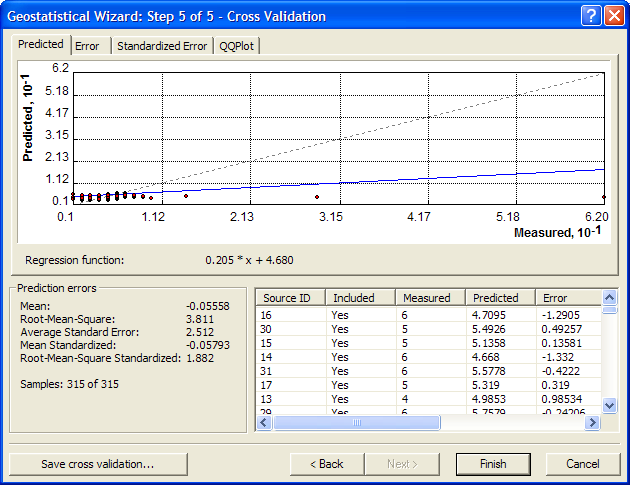 Geostatistical Wizard: Step 5 of 5 - Cross Validation
Predicted Error Standardized Error QQPlot
Predicted, 10-1
6.2
5.18
4.17
3.15
2.13
1.12
0.1
0.1 1.12 2.13 3.15 4.17 5.18 6.20
Measured, 10-1
Regression function: 0.205 * x + 4.680
Prediction errors
Mean: -0.05558
Root-Mean-Square: 3.811
Average Standard Error: 2.512
Mean Standardized: -0.05793
Root-Mean-Square Standardized: 1.882
Samples: 315 of 315
Source ID Included Measured Predicted Error
16 Yes 6 4.7095 -1.2905
30 Yes 5 5.4926 0.49257
15 Yes 5 5.1358 0.13581
14 Yes 6 4.668 -1.332
31 Yes 6 5.5778 -0.4222
17 Yes 5 5.319 0.319
13 Yes 4 4.9853 0.98534
29 Yes 6 5.7579 -0.24206
Save cross validation... < Back Next > Finish Cancel